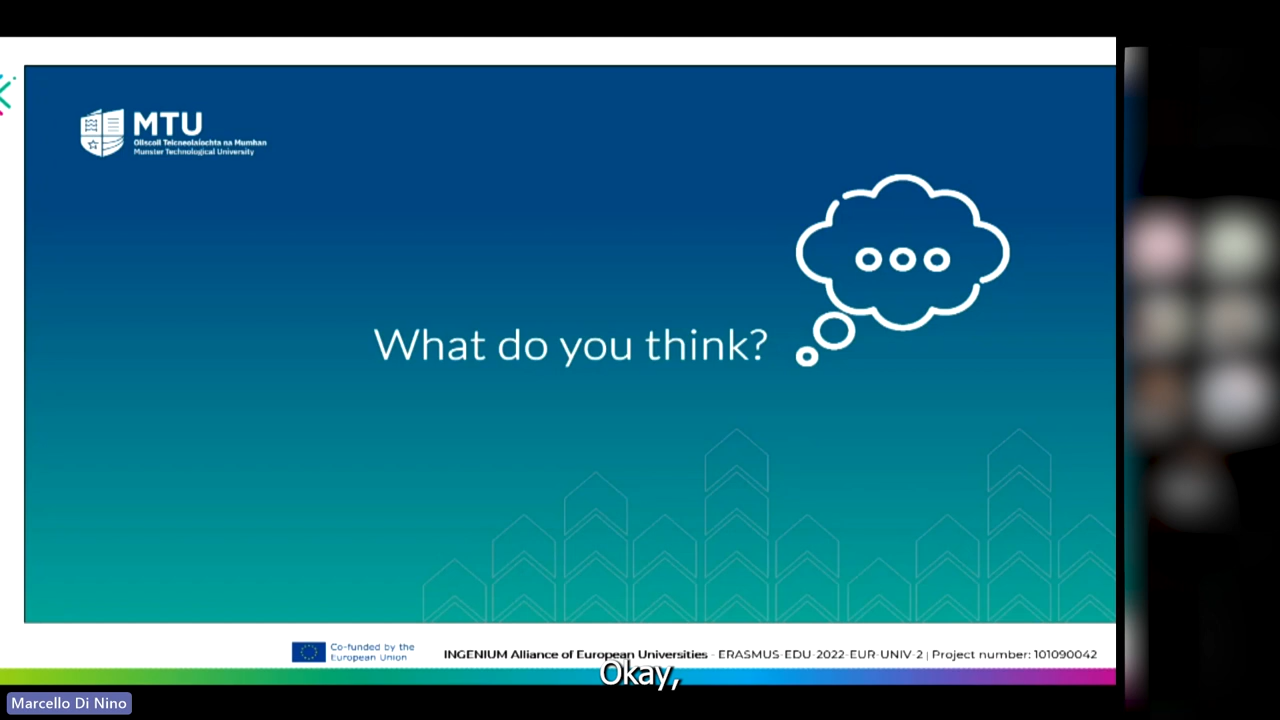 MTU
Ollscoil Teicneolaíochta na Mumhan
Munster Technological University
What do you think?
Co-funded by the
European Union
INGENIUM Alliance of European Universities - ERASMUS-EDU-2022-EUR-UNIV-2 | Project number: 101090042
Okay,
Marcello Di Nino